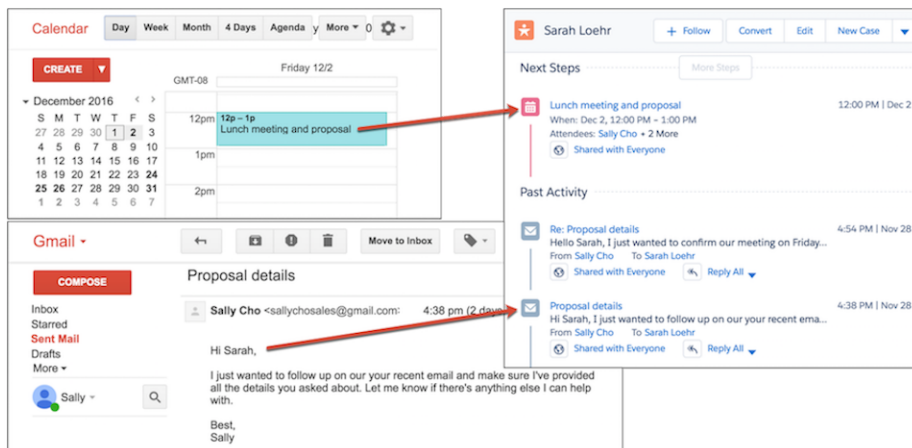 Calendar
Day Week Month 4 Days Agenda y More 0
CREATE
Friday 12/2
GMT-08
December 2016 < >
S M T W T F S
27 28 29 30 1 2 3
4 5 6 7 8 9 10
11 12 13 14 15 16 17
18 19 20 21 22 23 24
25 26 27 28 29 30 31
1 2 3 4 5 6 7
12pm
12p – 1p
Lunch meeting and proposal
1pm
2pm
Gmail
Move to Inbox
COMPOSE
Inbox
Starred
Sent Mail
Drafts
More
Sally
Proposal details
Sally Cho <sallychosales@gmail.com> 4:38 pm (2 days
Hi Sarah,
I just wanted to follow up on our your recent email and make sure I've provided
all the details you asked about. Let me know if there's anything else I can help
with.
Best,
Sally
Sarah Loehr
+ Follow Convert Edit New Case
Next Steps
More Steps
Lunch meeting and proposal 12:00 PM | Dec 2
When: Dec 2, 12:00 PM – 1:00 PM
Attendees: Sally Cho + 2 More
Shared with Everyone
Past Activity
Re: Proposal details 4:54 PM | Nov 28
Hello Sarah, I just wanted to confirm our meeting on Friday...
From Sally Cho To Sarah Loehr
Shared with Everyone Reply All
Proposal details 4:38 PM | Nov 28
Hi Sarah, I just wanted to follow up on our your recent ema...
From Sally Cho To Sarah Loehr
Shared with Everyone Reply All